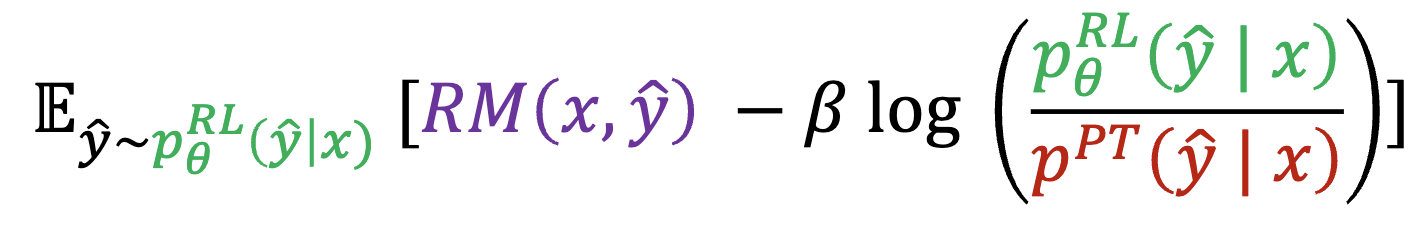 𝔼_{ŷ~p_θ^{RL}(ŷ|x)} [RM(x, ŷ) − β log (p_θ^{RL}(ŷ | x) / p^{PT}(ŷ | x))]